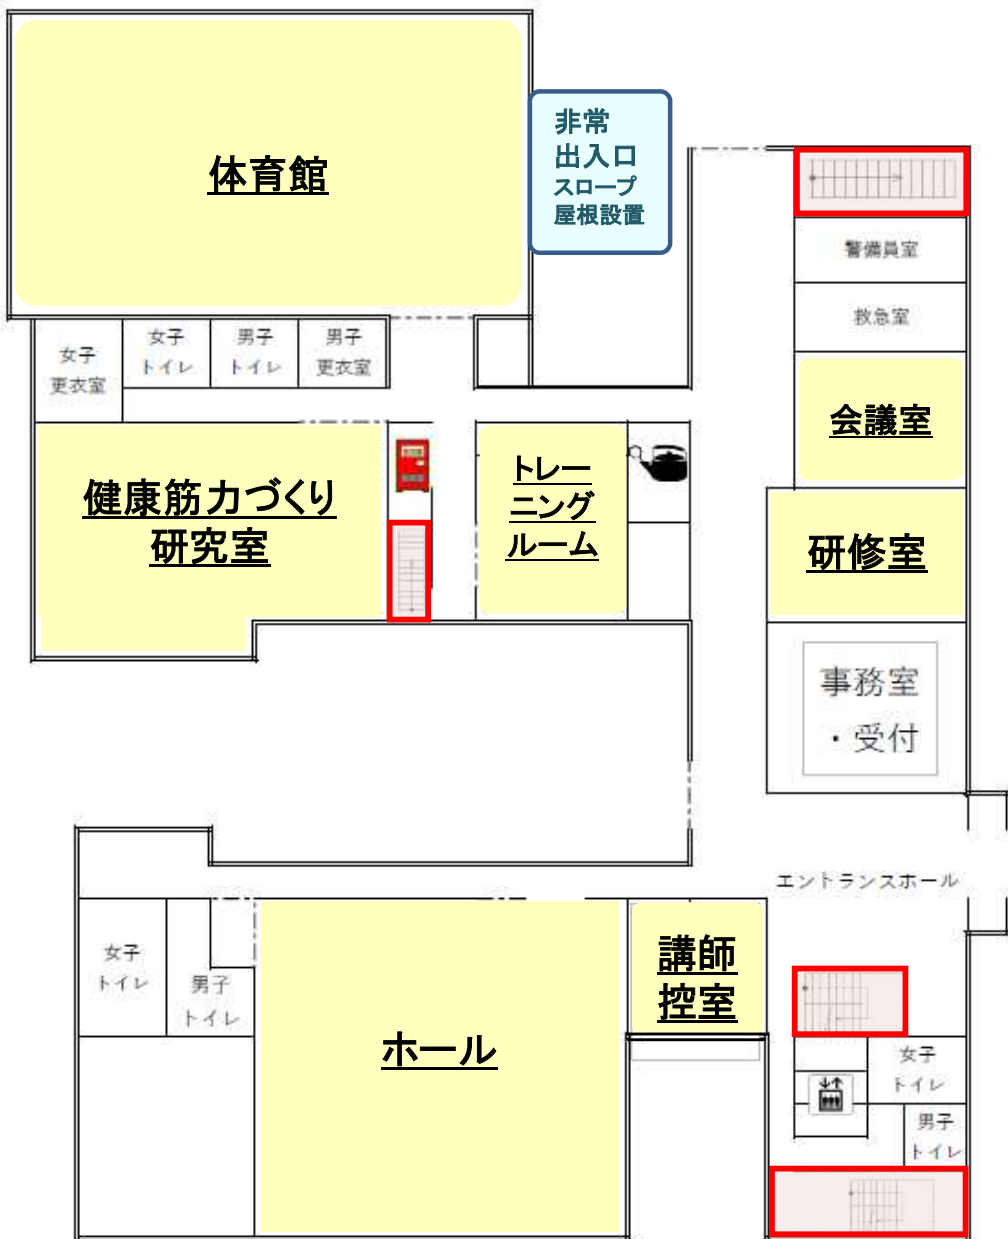 体育館
非常
出入口
スロープ
屋根設置
警備員室
救急室
女子
更衣室
女子
トイレ
男子
トイレ
男子
更衣室
会議室
健康筋力づくり
研究室
トレー
ニング
ルーム
研修室
事務室
・受付
エントランスホール
女子
トイレ
男子
トイレ
ホール
講師
控室
女子
トイレ
男子
トイレ